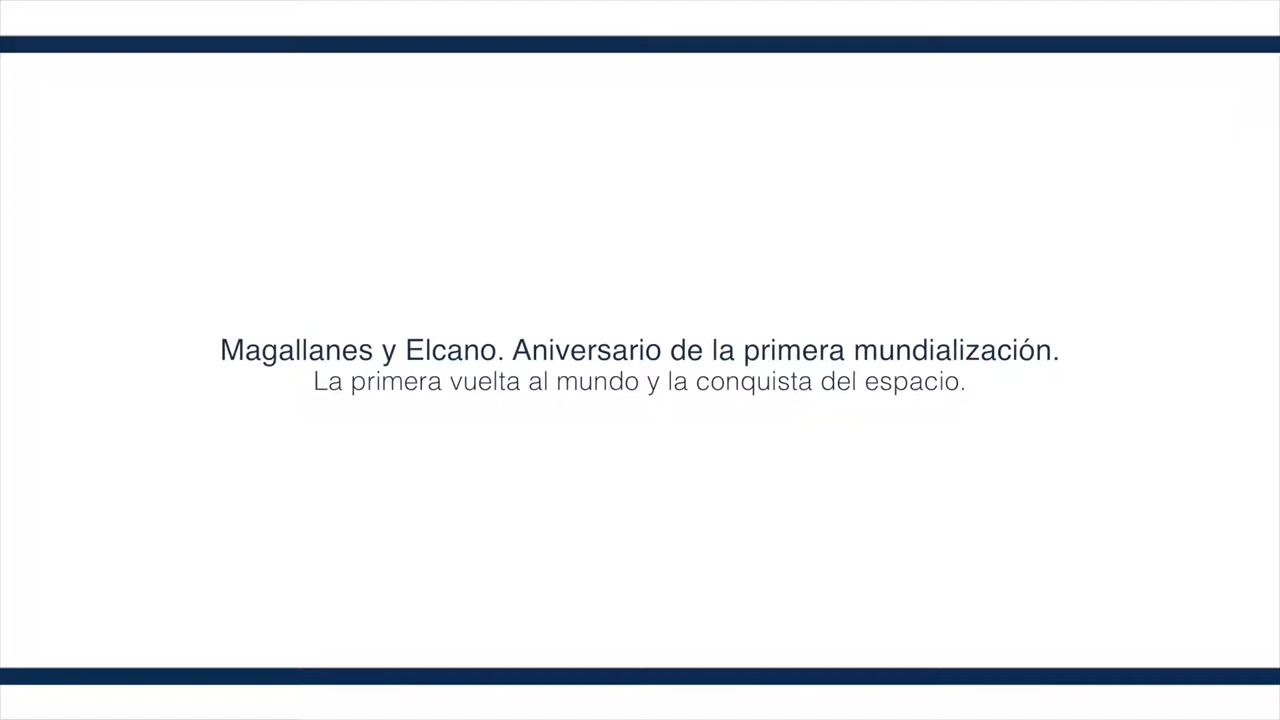 Magallanes y Elcano. Aniversario de la primera mundialización.
La primera vuelta al mundo y la conquista del espacio.